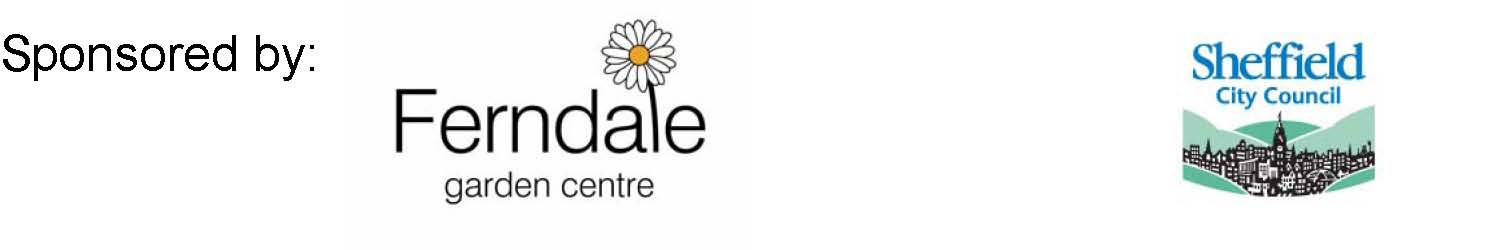 Sponsored by:
Ferndale
garden centre
Sheffield
City Council